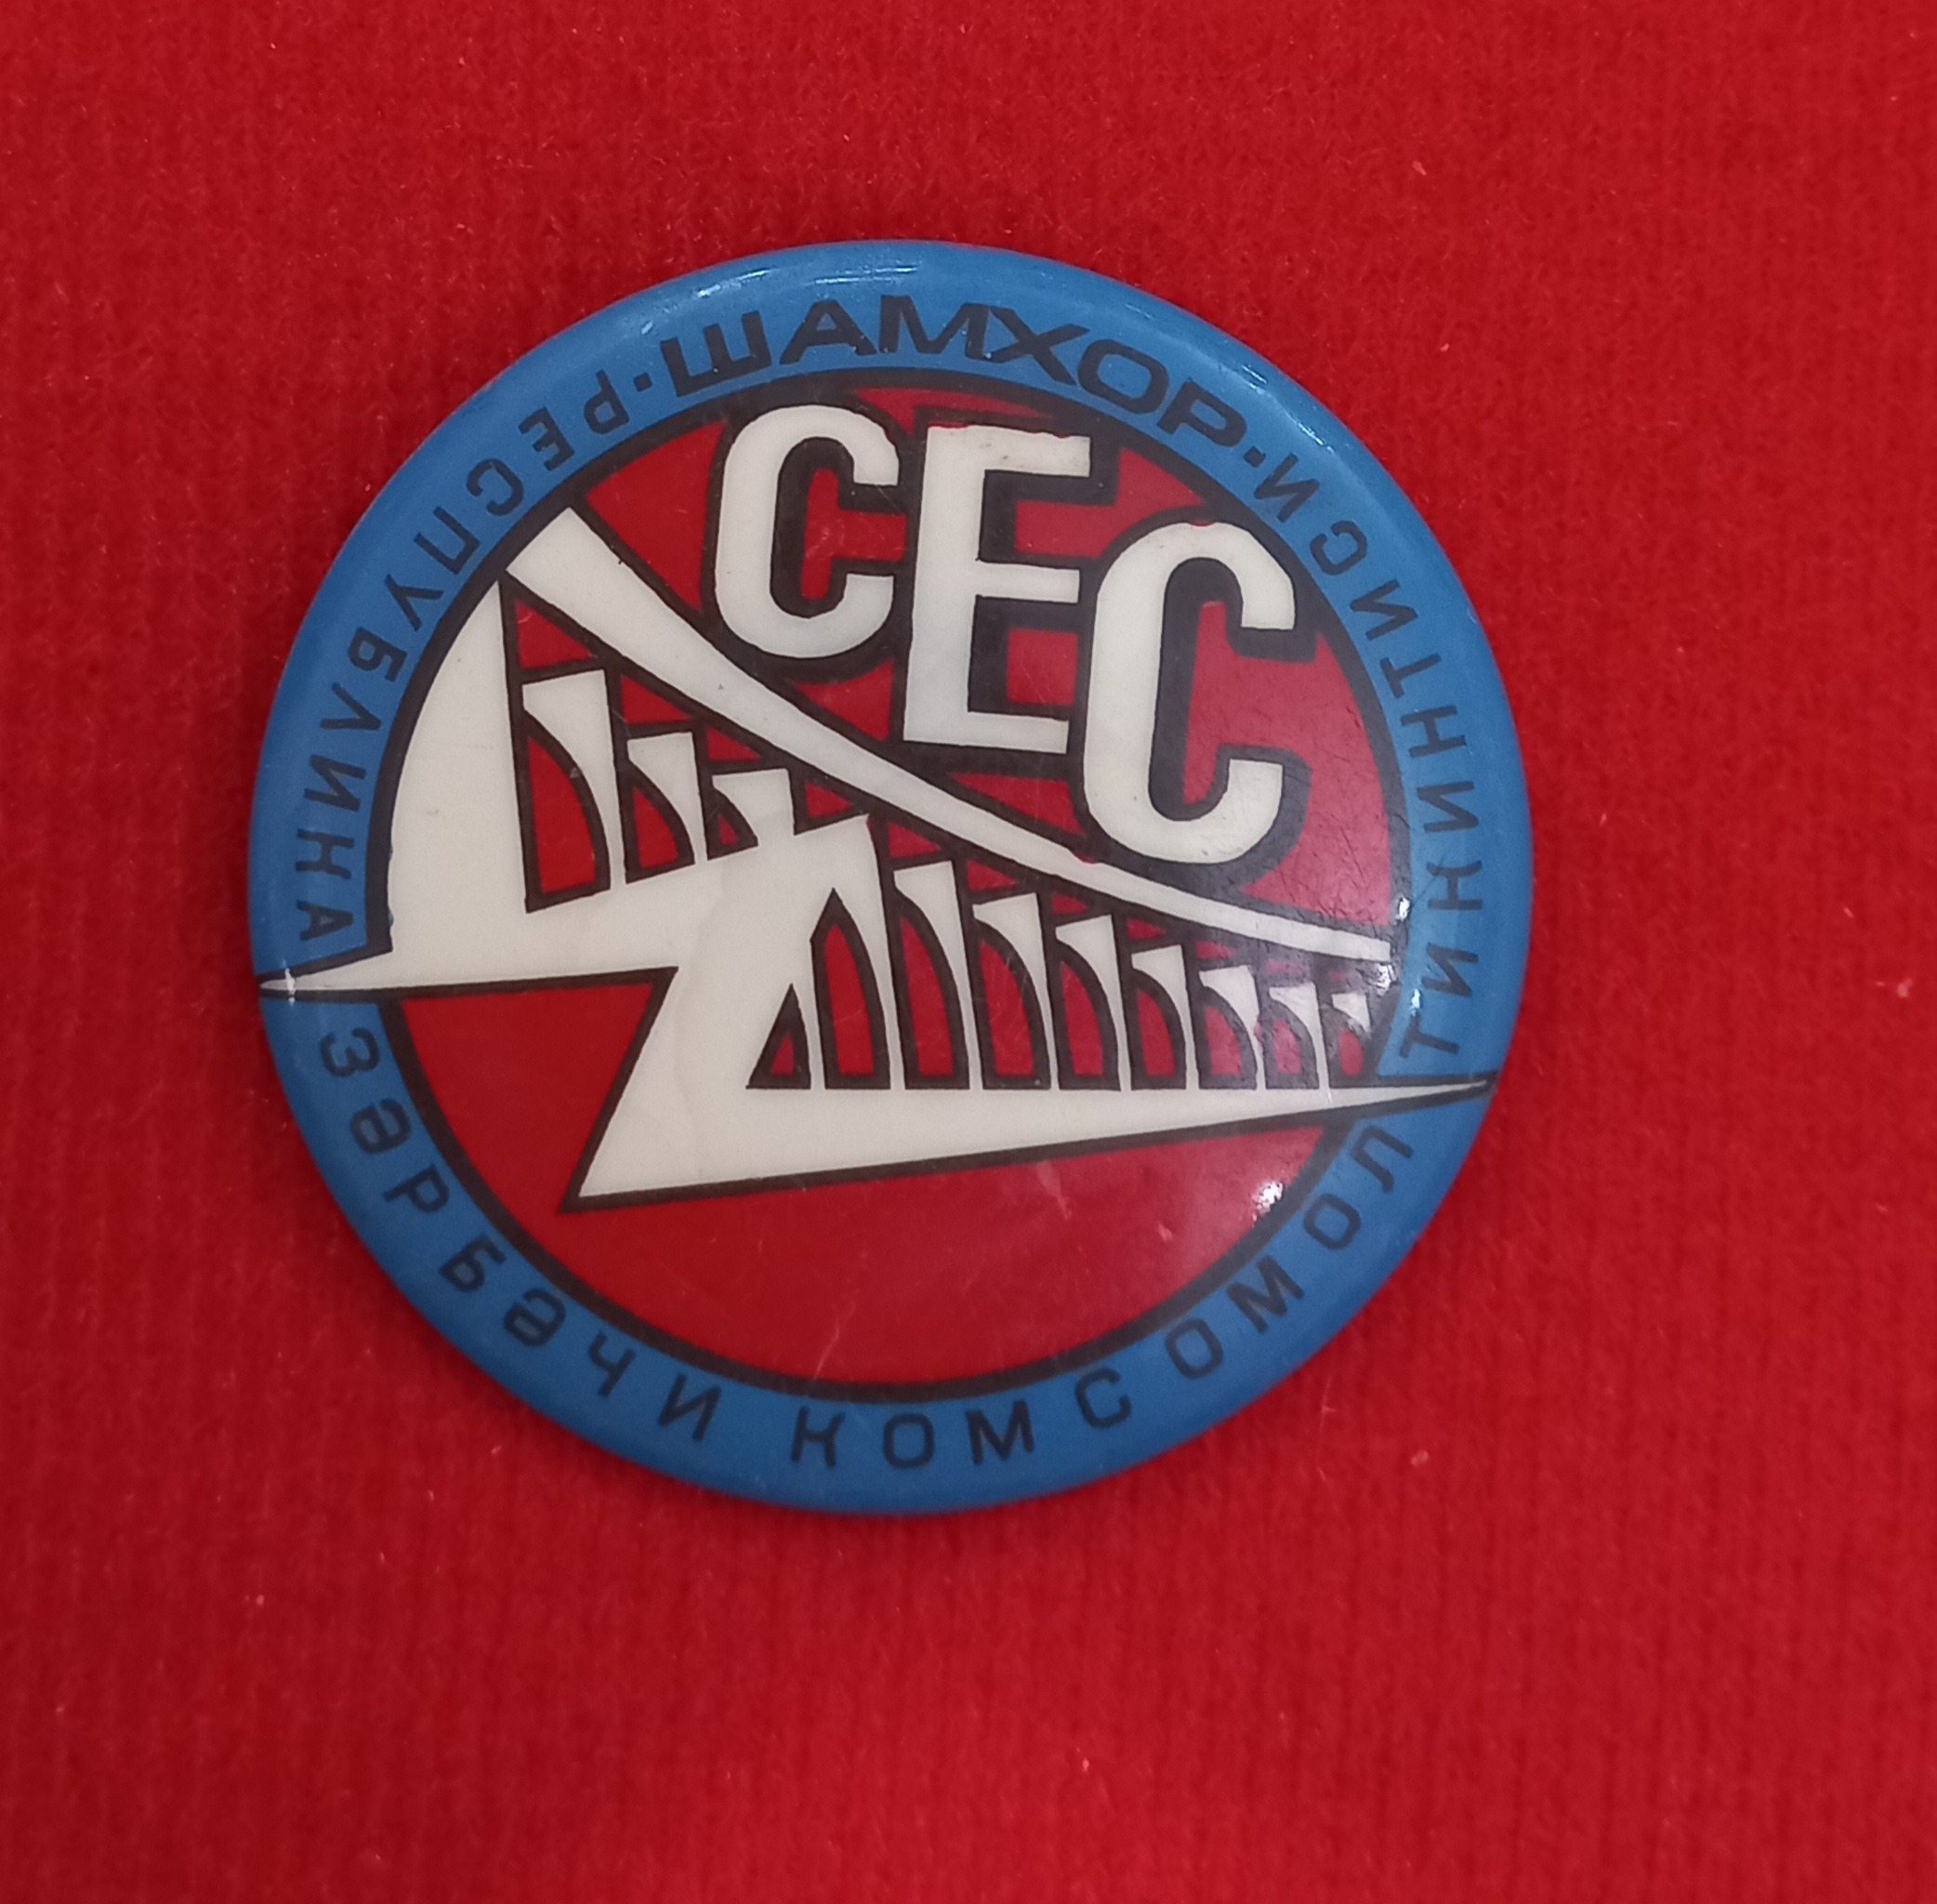 ШАМХОР
СЕС
РЕСПУБЛИКА ЗӘРБӘЧИ КОМСОМОЛ ТИКИНТИСИ